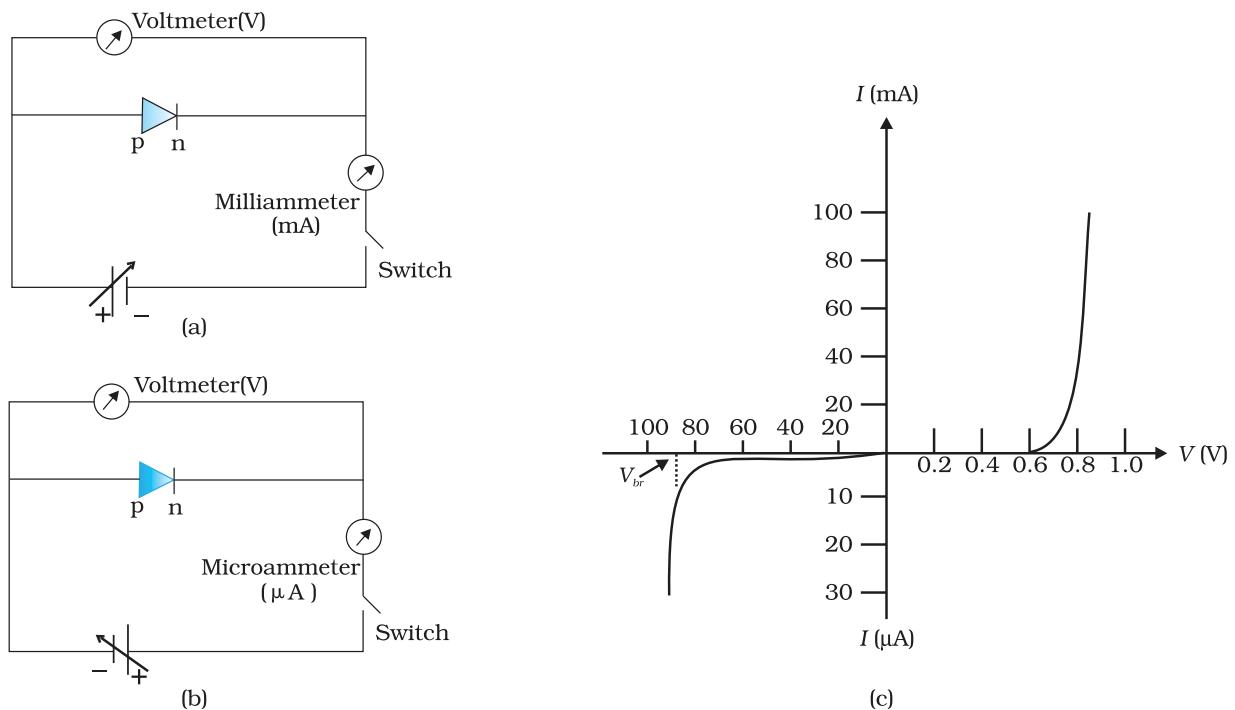 Voltmeter(V)
p n
Milliammeter
(mA)
Switch
+ −
(a)
Voltmeter(V)
p n
Microammeter
(μA)
Switch
− +
(b)
I (mA)
100
80
60
40
20
100 80 60 40 20
0.2 0.4 0.6 0.8 1.0 V (V)
Vbr
10
20
30
I (μA)
(c)